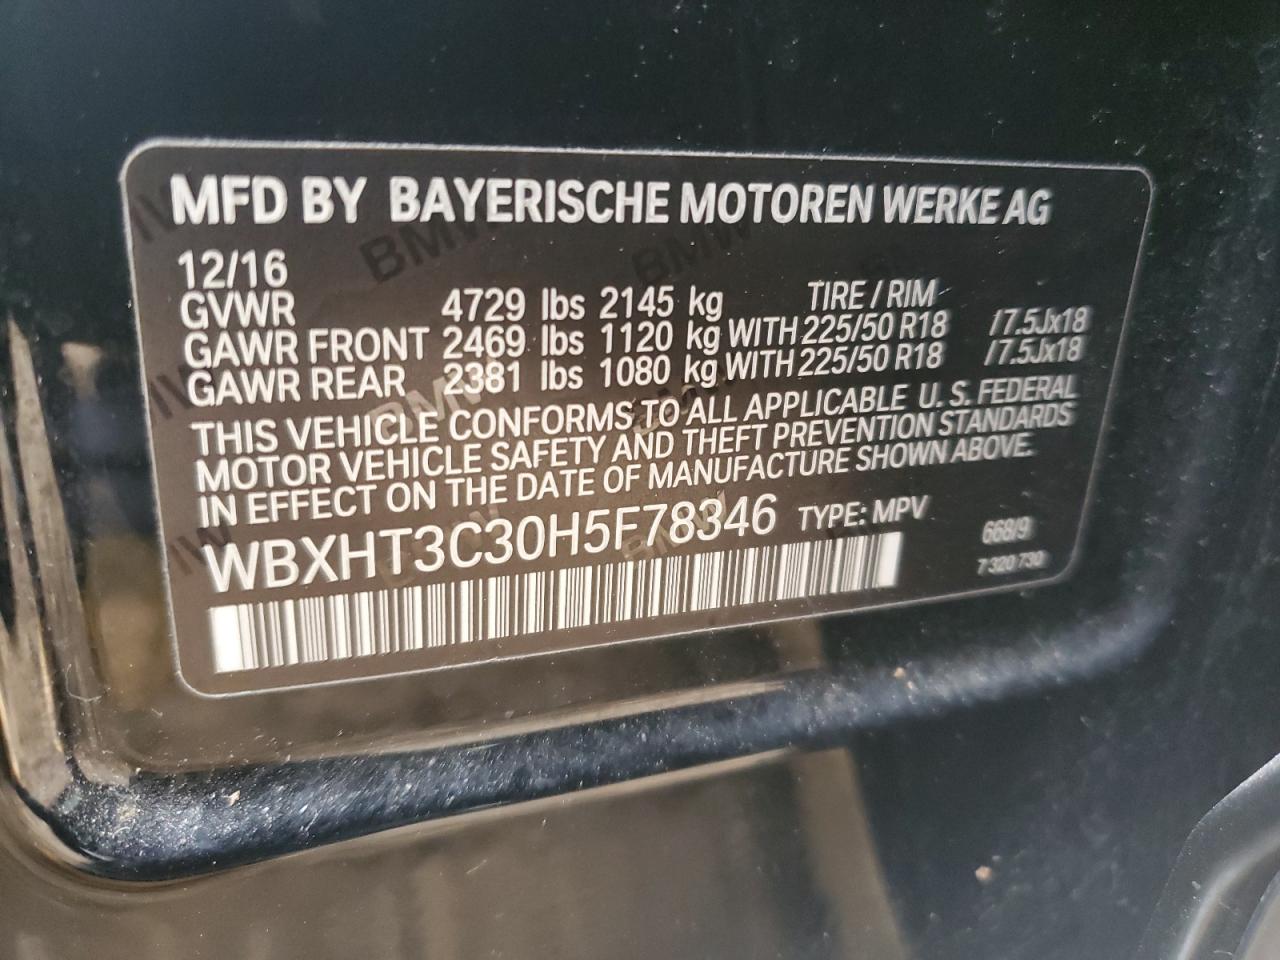 MFD BY BAYERISCHE MOTOREN WERKE AG
12/16
GVWR 4729 lbs 2145 kg TIRE / RIM
GAWR FRONT 2469 lbs 1120 kg WITH 225/50 R18 /7.5Jx18
GAWR REAR 2381 lbs 1080 kg WITH 225/50 R18 /7.5Jx18
THIS VEHICLE CONFORMS TO ALL APPLICABLE U.S. FEDERAL
MOTOR VEHICLE SAFETY AND THEFT PREVENTION STANDARDS
IN EFFECT ON THE DATE OF MANUFACTURE SHOWN ABOVE.
WBXHT3C30H5F78346 TYPE: MPV
668/9
7 320 730